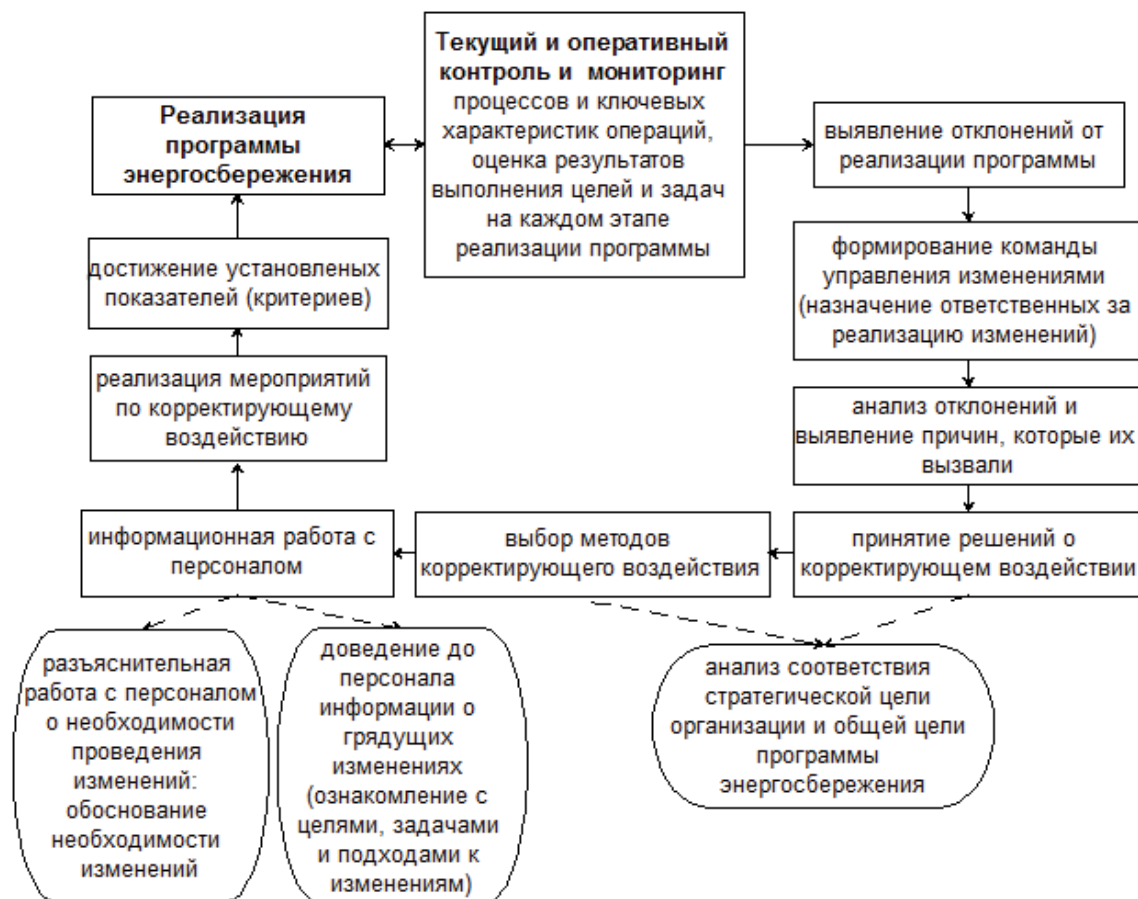 Текущий и оперативный
контроль и мониторинг
процессов и ключевых
характеристик операций,
оценка результатов
выполнения целей и задач
на каждом этапе
реализации программы
Реализация
программы
энергосбережения
выявление отклонений от
реализации программы
формирование команды
управления изменениями
(назначение ответственных за
реализацию изменений)
анализ отклонений и
выявление причин, которые их
вызвали
принятие решений о
корректирующем воздействии
выбор методов
корректирующего воздействия
информационная работа с
персоналом
реализация мероприятий
по корректирующему
воздействию
достижение установленых
показателей (критериев)
разъяснительная
работа с персоналом
о необходимости
проведения
изменений:
обоснование
необходимости
изменений
доведение до
персонала
информации о
грядущих
изменениях
(ознакомление с
целями, задачами
и подходами к
изменениям)
анализ соответствия
стратегической цели
организации и общей цели
программы
энергосбережения